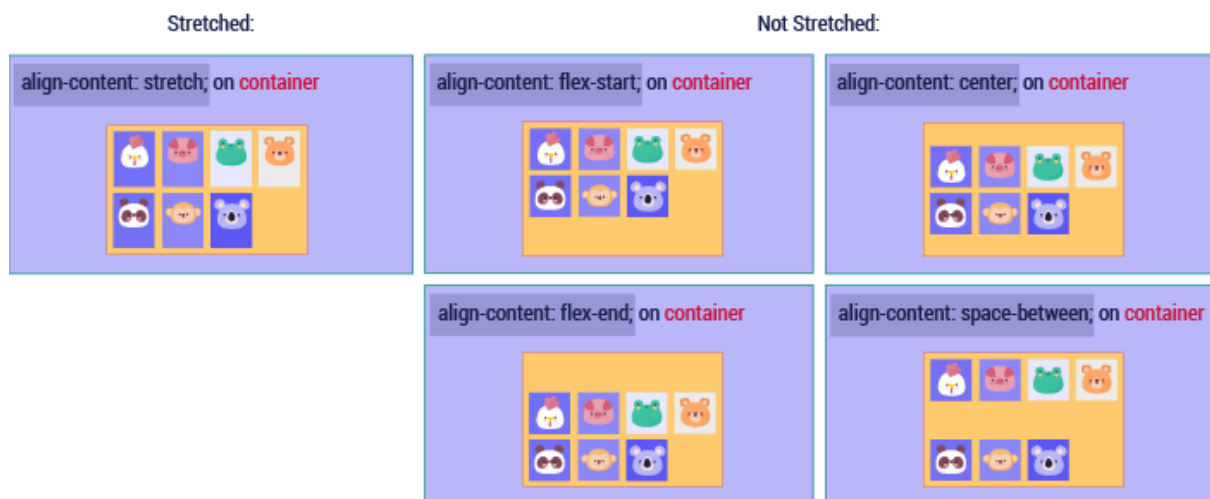 Stretched:
Not Stretched:
align-content: stretch; on container
align-content: flex-start; on container
align-content: center; on container
align-content: flex-end; on container
align-content: space-between; on container